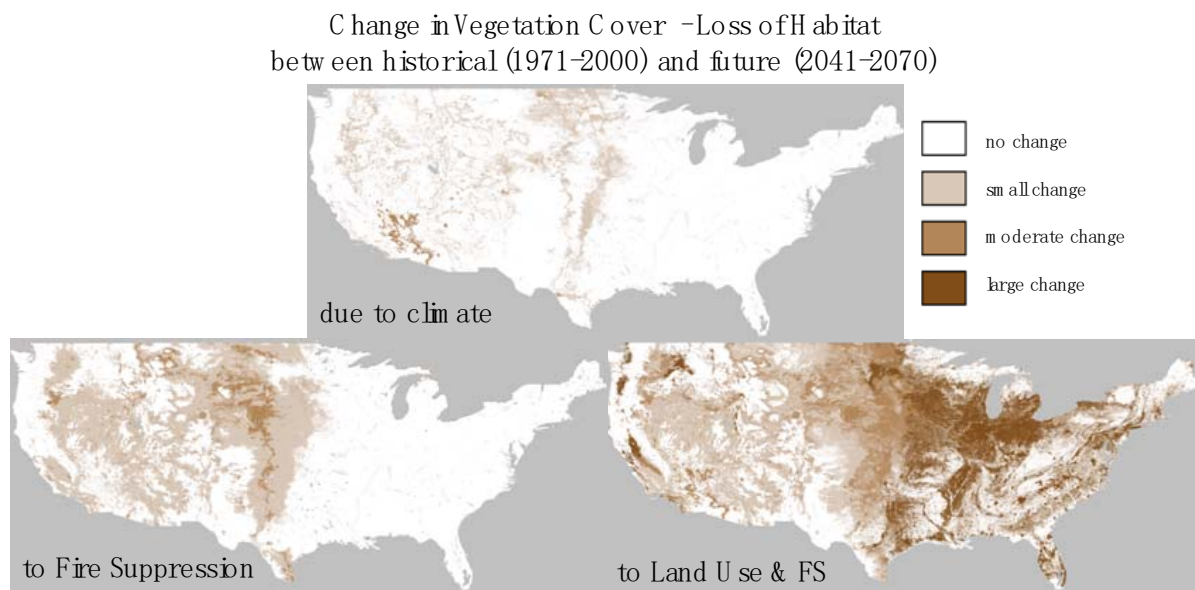 Change in Vegetation Cover - Loss of Habitat
between historical (1971-2000) and future (2041-2070)
no change
small change
moderate change
large change
due to climate
to Fire Suppression
to Land Use & FS